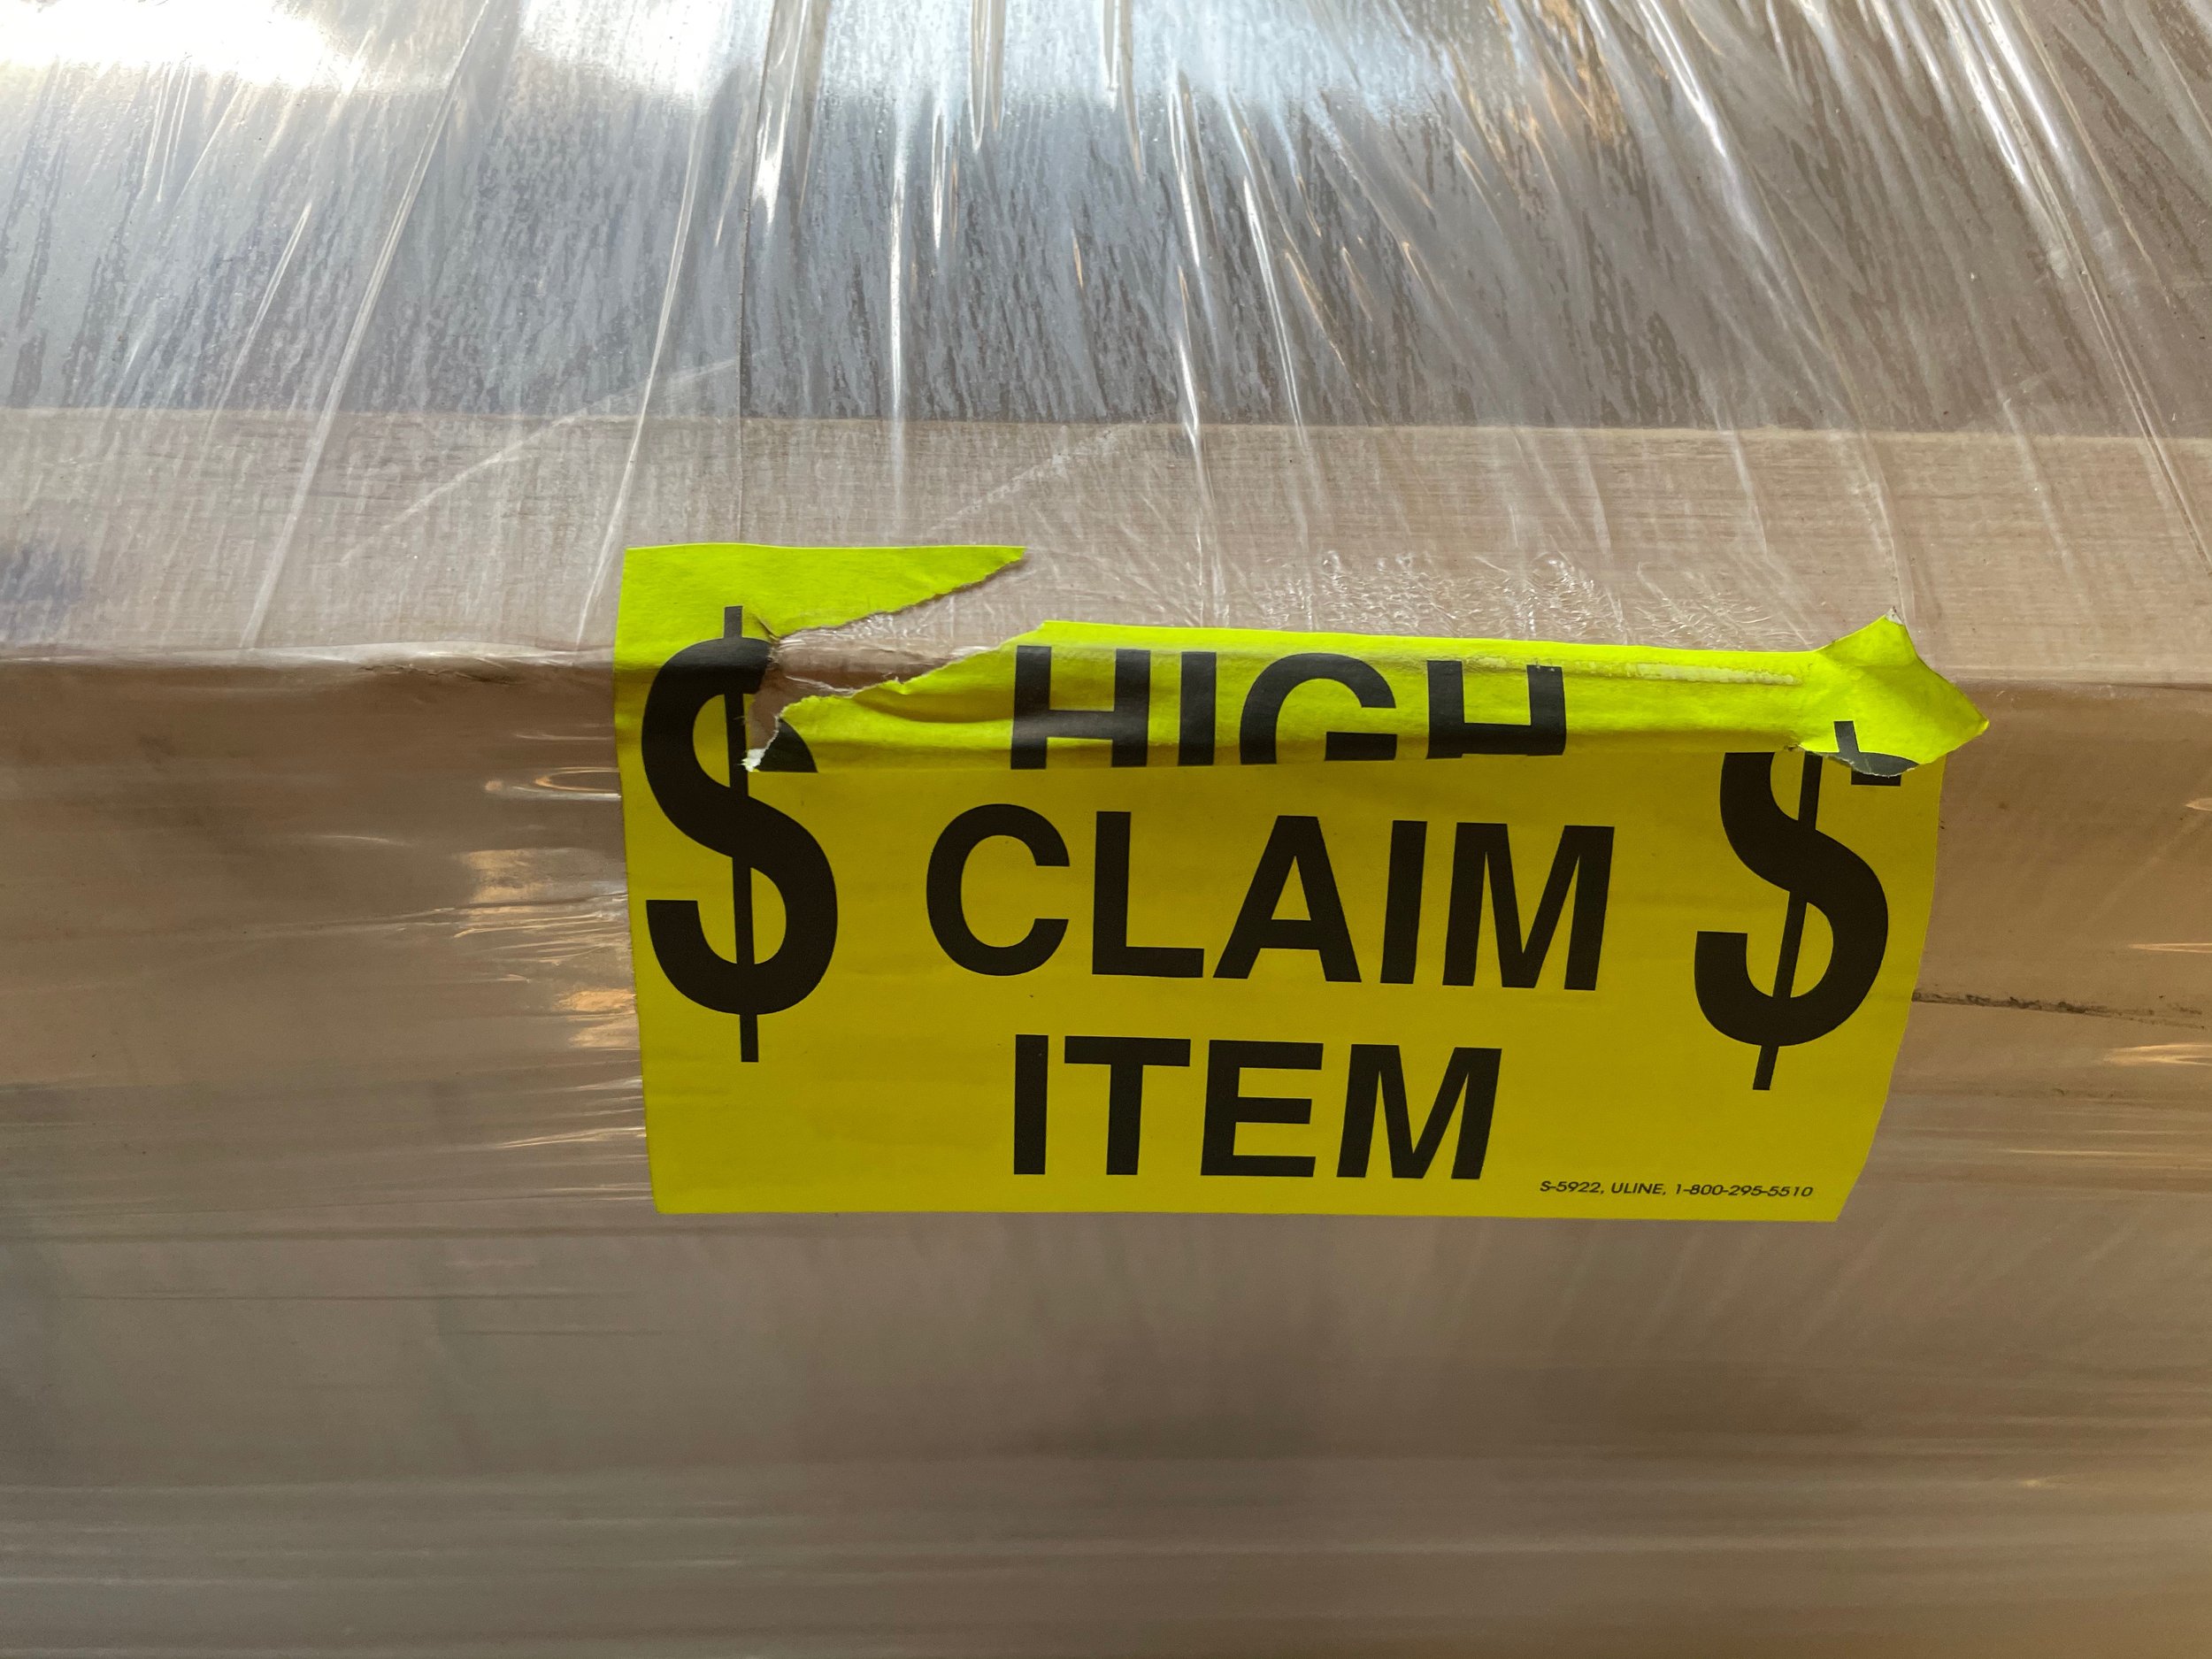 $ HIGH $
CLAIM
ITEM
S-5922, ULINE, 1-800-295-5510